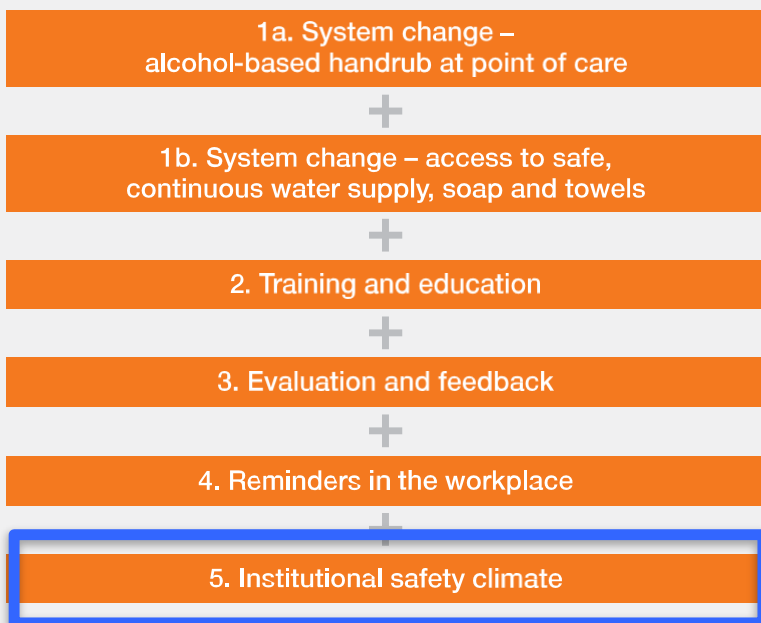 1a. System change –
alcohol-based handrub at point of care
+
1b. System change – access to safe,
continuous water supply, soap and towels
+
2. Training and education
+
3. Evaluation and feedback
+
4. Reminders in the workplace
+
5. Institutional safety climate